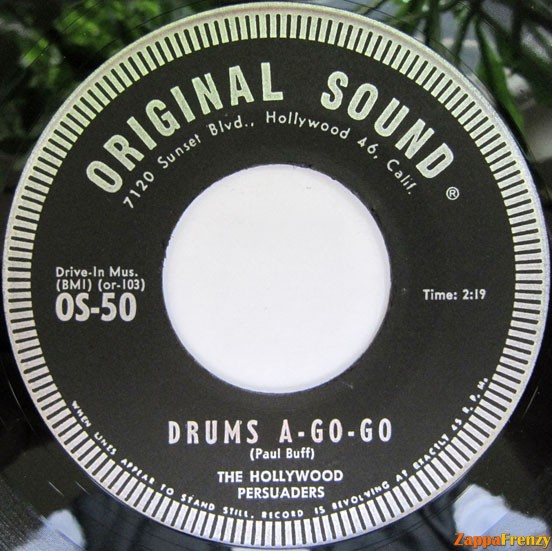 ORIGINAL SOUND ®
7120 Sunset Blvd., Hollywood 46, Calif.
Drive-In Mus.
(BMI) (or-103)
OS-50
Time: 2:19
DRUMS A-GO-GO
(Paul Buff)
THE HOLLYWOOD
PERSUADERS
WHEN LINES APPEAR TO STAND STILL, RECORD IS REVOLVING AT EXACTLY 45 R.P.M.
ZappaFrenzy